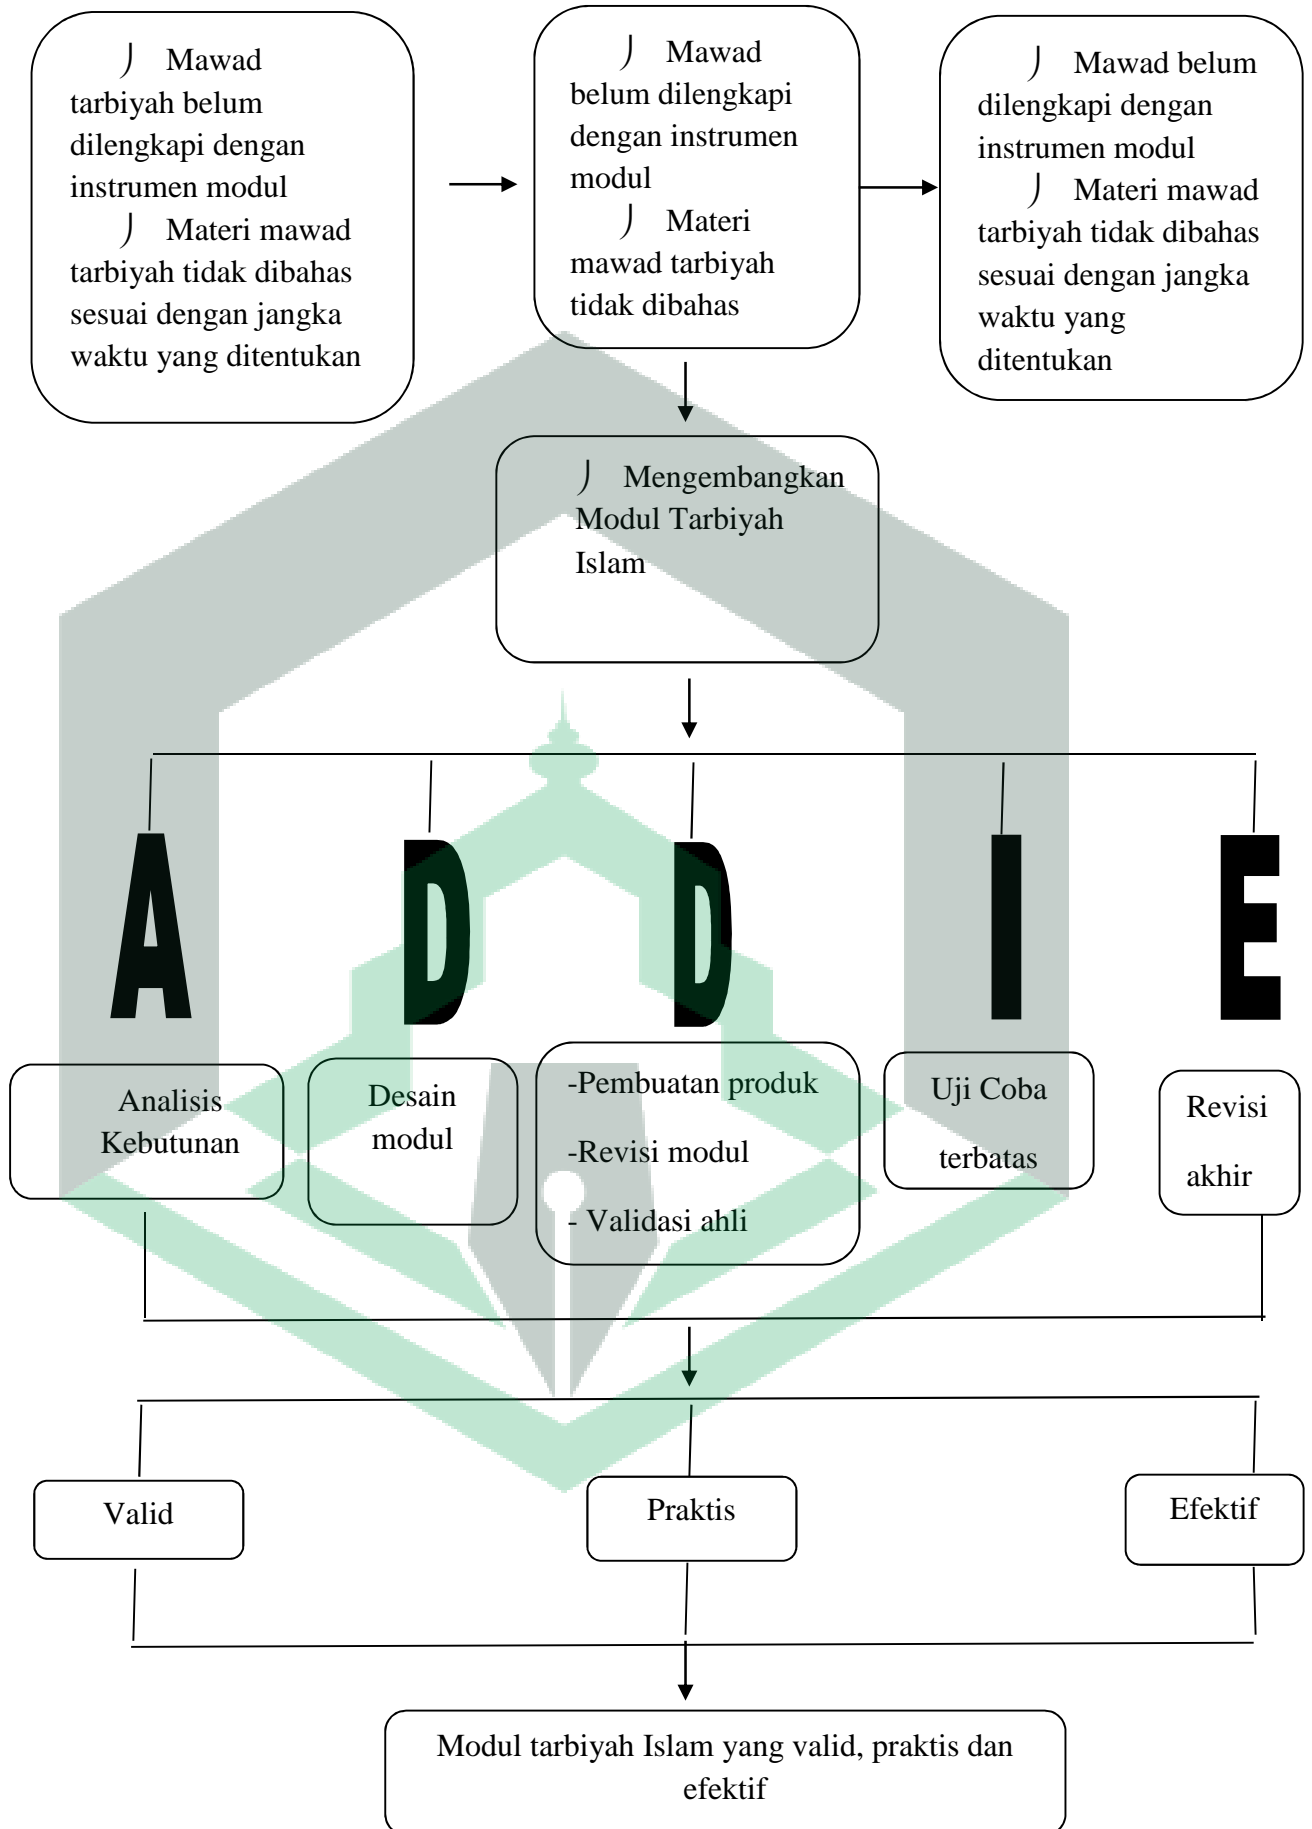 Mawad
tarbiyah belum
dilengkapi dengan
instrumen modul
Materi mawad
tarbiyah tidak dibahas
sesuai dengan jangka
waktu yang ditentukan
Mawad
belum dilengkapi
dengan instrumen
modul
Materi
mawad tarbiyah
tidak dibahas
Mawad belum
dilengkapi dengan
instrumen modul
Materi mawad
tarbiyah tidak dibahas
sesuai dengan jangka
waktu yang
ditentukan
Mengembangkan
Modul Tarbiyah
Islam
A D D I E
Analisis
Kebutunan
Desain
modul
-Pembuatan produk
-Revisi modul
- Validasi ahli
Uji Coba
terbatas
Revisi
akhir
Valid
Praktis
Efektif
Modul tarbiyah Islam yang valid, praktis dan
efektif